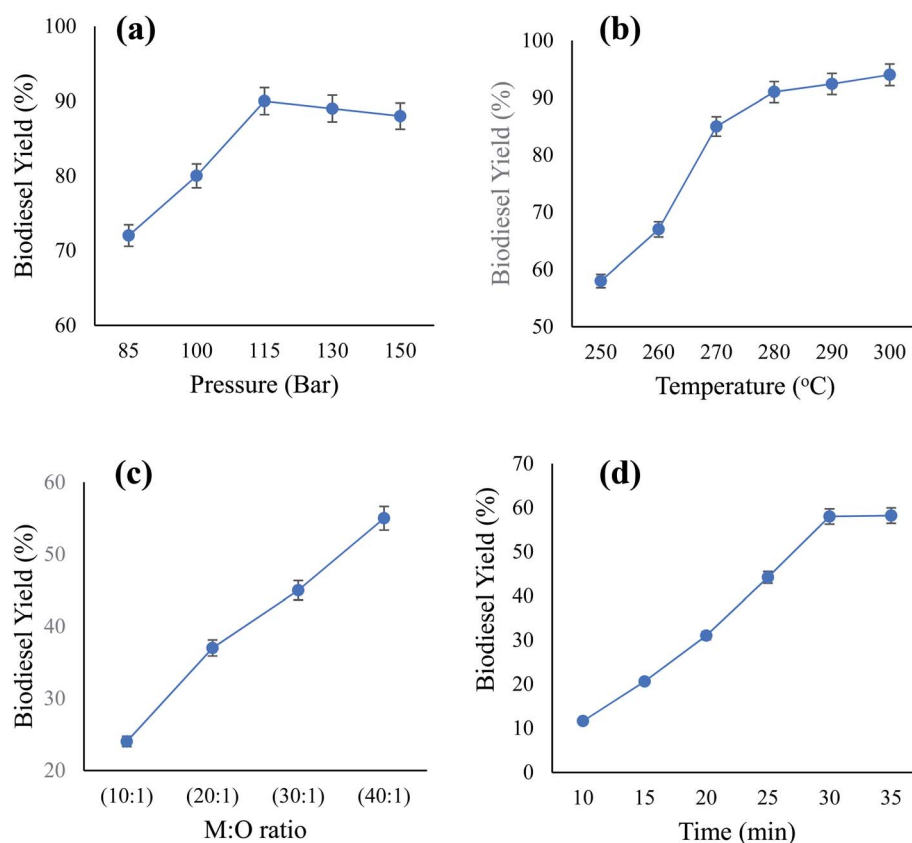 (a)
Biodiesel Yield (%)
100
90
80
70
60
85 100 115 130 150
Pressure (Bar)
(b)
Biodiesel Yield (%)
100
90
80
70
60
50
250 260 270 280 290 300
Temperature (°C)
(c)
Biodiesel Yield (%)
60
50
40
30
20
(10:1) (20:1) (30:1) (40:1)
M:O ratio
(d)
Biodiesel Yield (%)
70
60
50
40
30
20
10
0
10 15 20 25 30 35
Time (min)